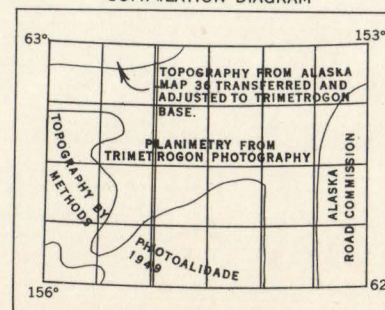 63°
153°
TOPOGRAPHY FROM ALASKA
MAP 36 TRANSFERRED AND
ADJUSTED TO TRIMETROGON
BASE.
PLANIMETRY FROM
TRIMETROGON PHOTOGRAPHY
TOPOGRAPHY BY
METHODS
PHOTOALIDADE
1949
ALASKA
ROAD COMMISSION
156°
62